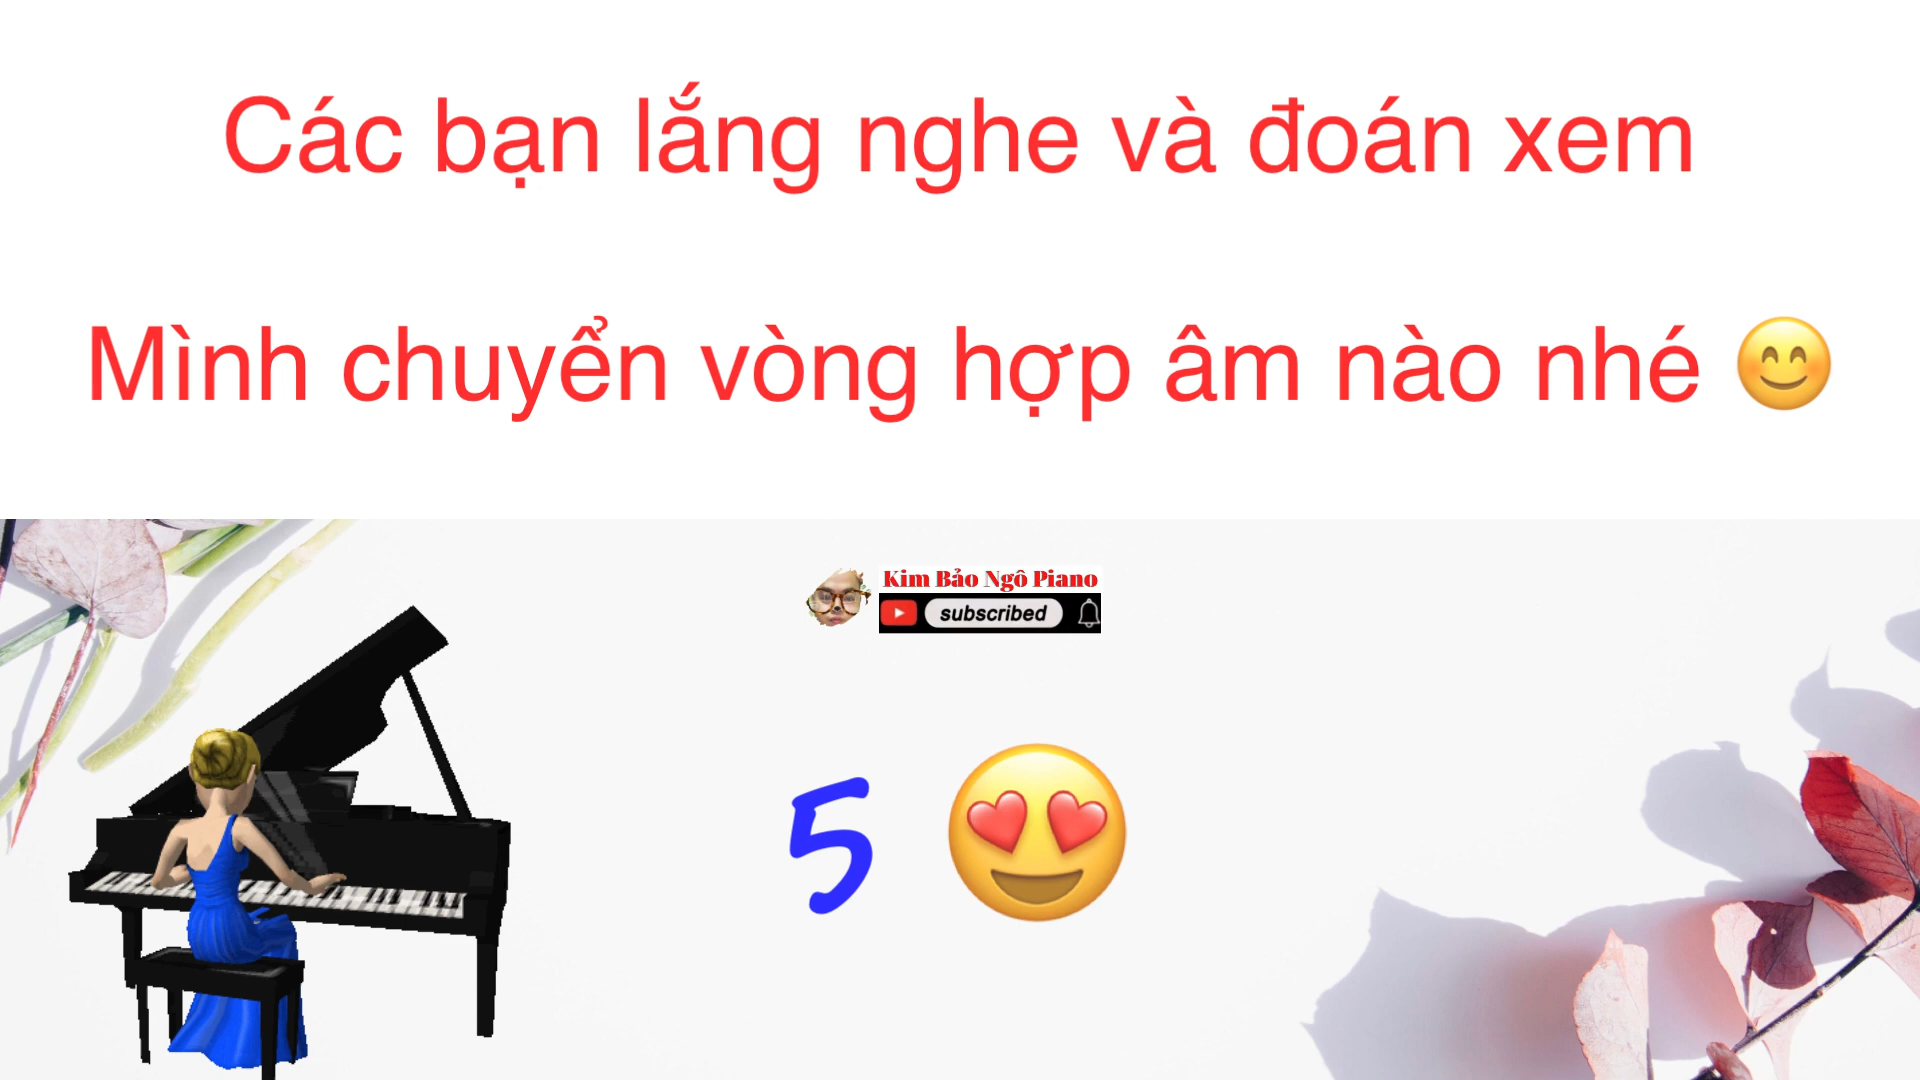 Các bạn lắng nghe và đoán xem
Mình chuyển vòng hợp âm nào nhé 😊
Kim Bảo Ngô Piano
subscribed
5 😍